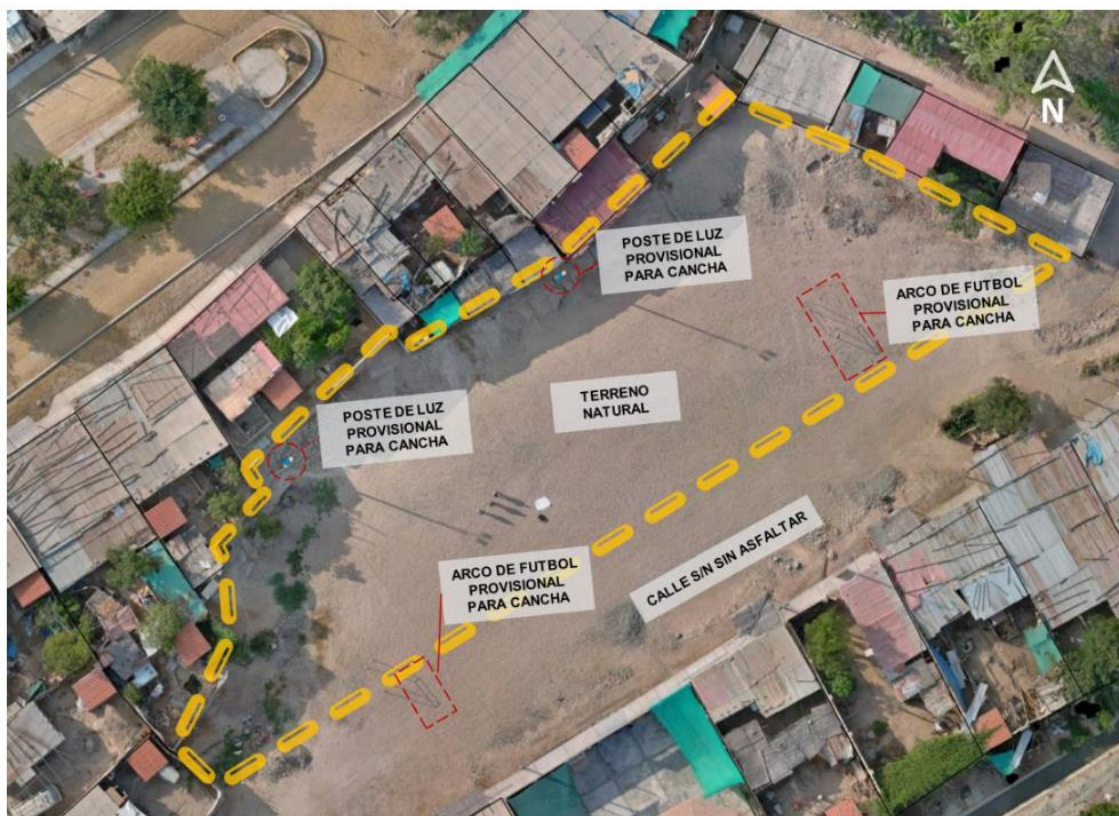 N
POSTE DE LUZ
PROVISIONAL
PARA CANCHA
ARCO DE FUTBOL
PROVISIONAL
PARA CANCHA
TERRENO
NATURAL
POSTE DE LUZ
PROVISIONAL
PARA CANCHA
ARCO DE FUTBOL
PROVISIONAL
PARA CANCHA
CALLE S/N SIN ASFALTAR